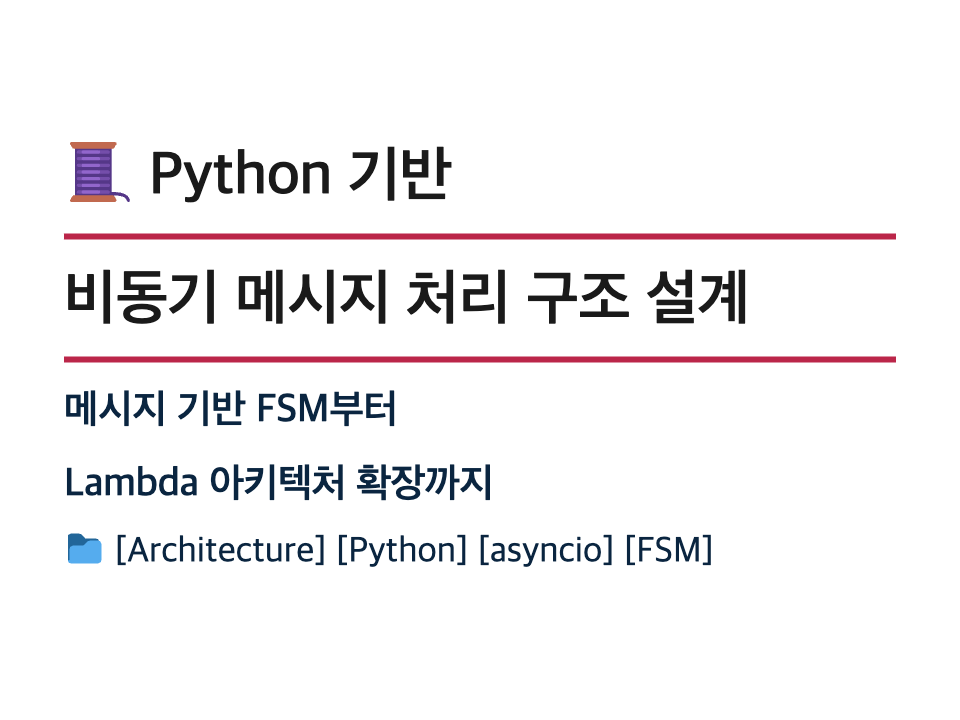 🧵 Python 기반
비동기 메시지 처리 구조 설계
메시지 기반 FSM부터
Lambda 아키텍처 확장까지
📁 [Architecture] [Python] [asyncio] [FSM]